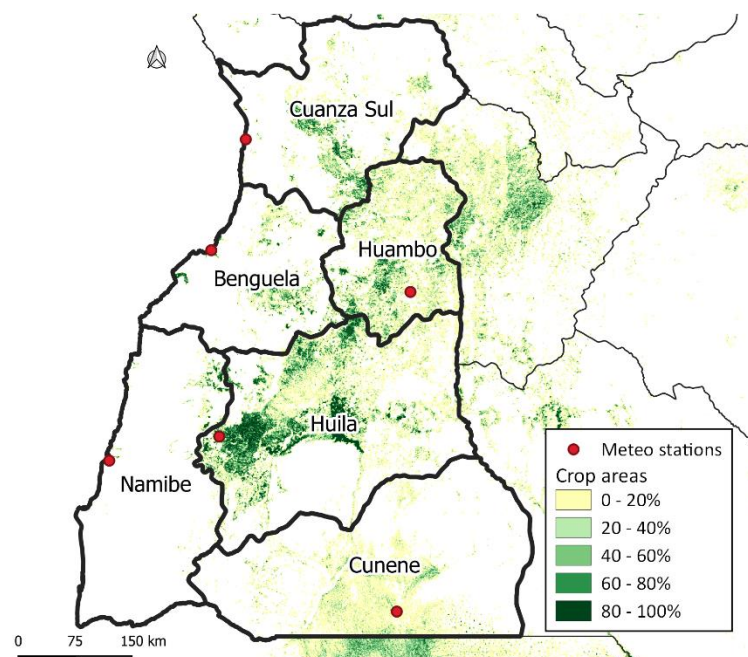 Cuanza Sul
Huambo
Benguela
Huila
Namibe
Cunene
Meteo stations
Crop areas
0 - 20%
20 - 40%
40 - 60%
60 - 80%
80 - 100%
0 75 150 km